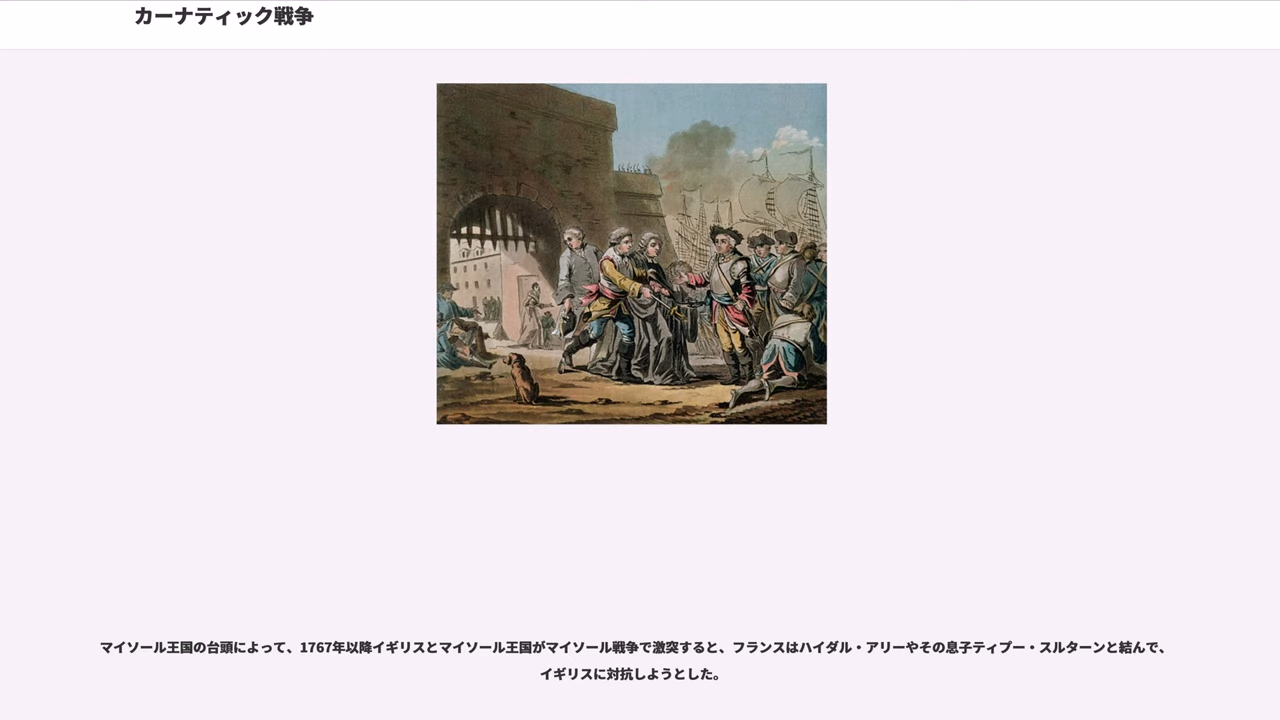 カーナティック戦争
マイソール王国の台頭によって、1767年以降イギリスとマイソール王国がマイソール戦争で激突すると、フランスはハイダル・アリーやその息子ティプー・スルターンと結んで、
イギリスに対抗しようとした。